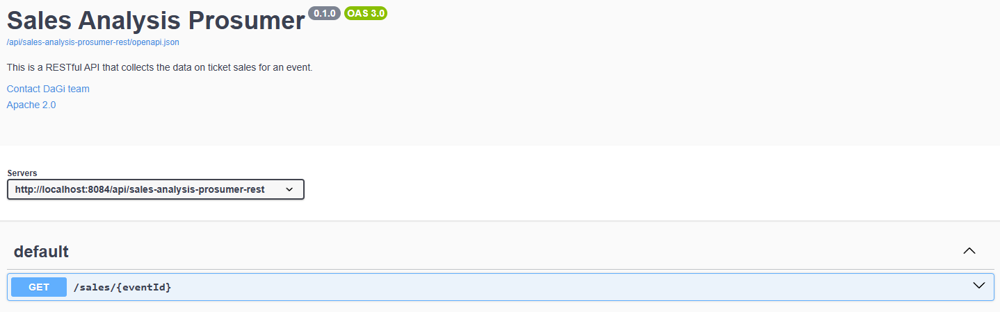 Sales Analysis Prosumer 0.1.0 OAS 3.0
/api/sales-analysis-prosumer-rest/openapi.json
This is a RESTful API that collects the data on ticket sales for an event.
Contact DaGi team
Apache 2.0
Servers
http://localhost:8084/api/sales-analysis-prosumer-rest
default
GET /sales/{eventId}